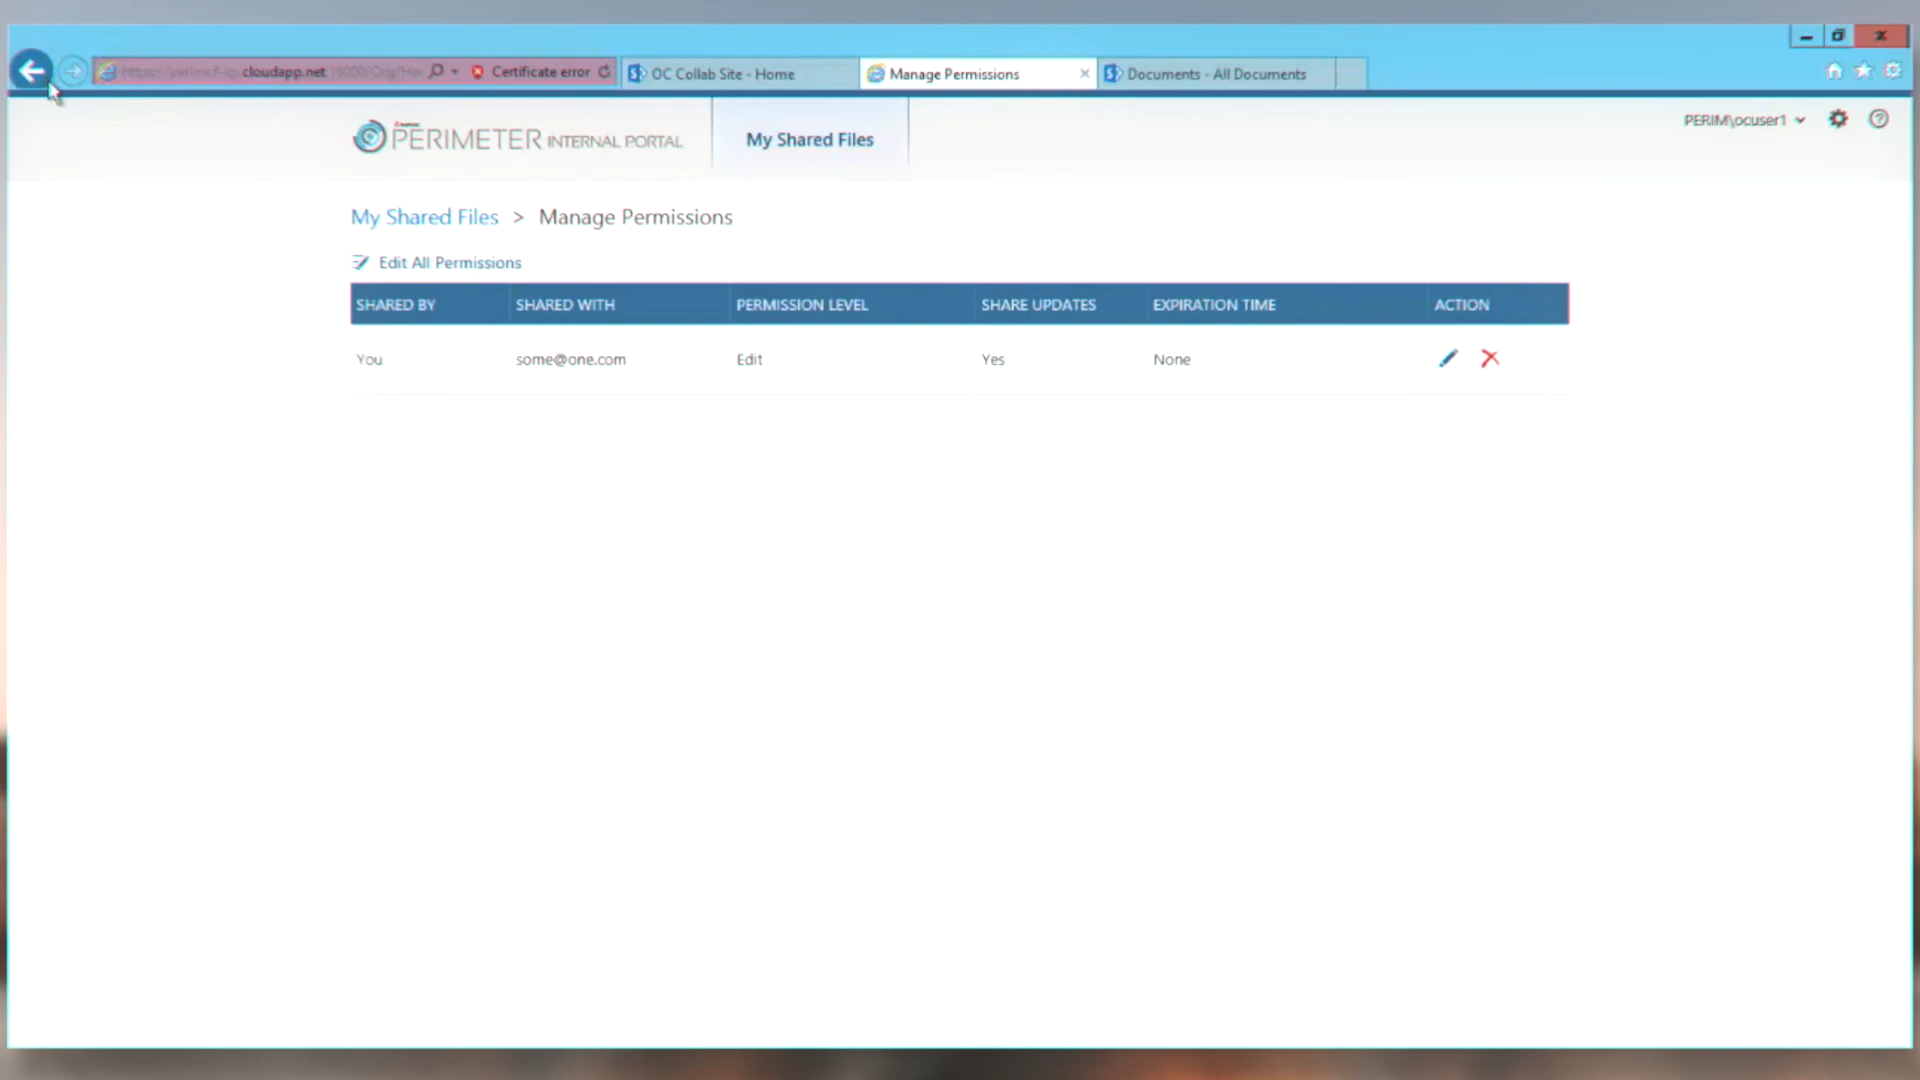 cloudapp.net
Certificate error
OC Collab Site - Home
Manage Permissions
Documents - All Documents
PERIMETER INTERNAL PORTAL
My Shared Files
PERIM\ocuser1
My Shared Files > Manage Permissions
Edit All Permissions
SHARED BY SHARED WITH PERMISSION LEVEL SHARE UPDATES EXPIRATION TIME ACTION
You some@one.com Edit Yes None